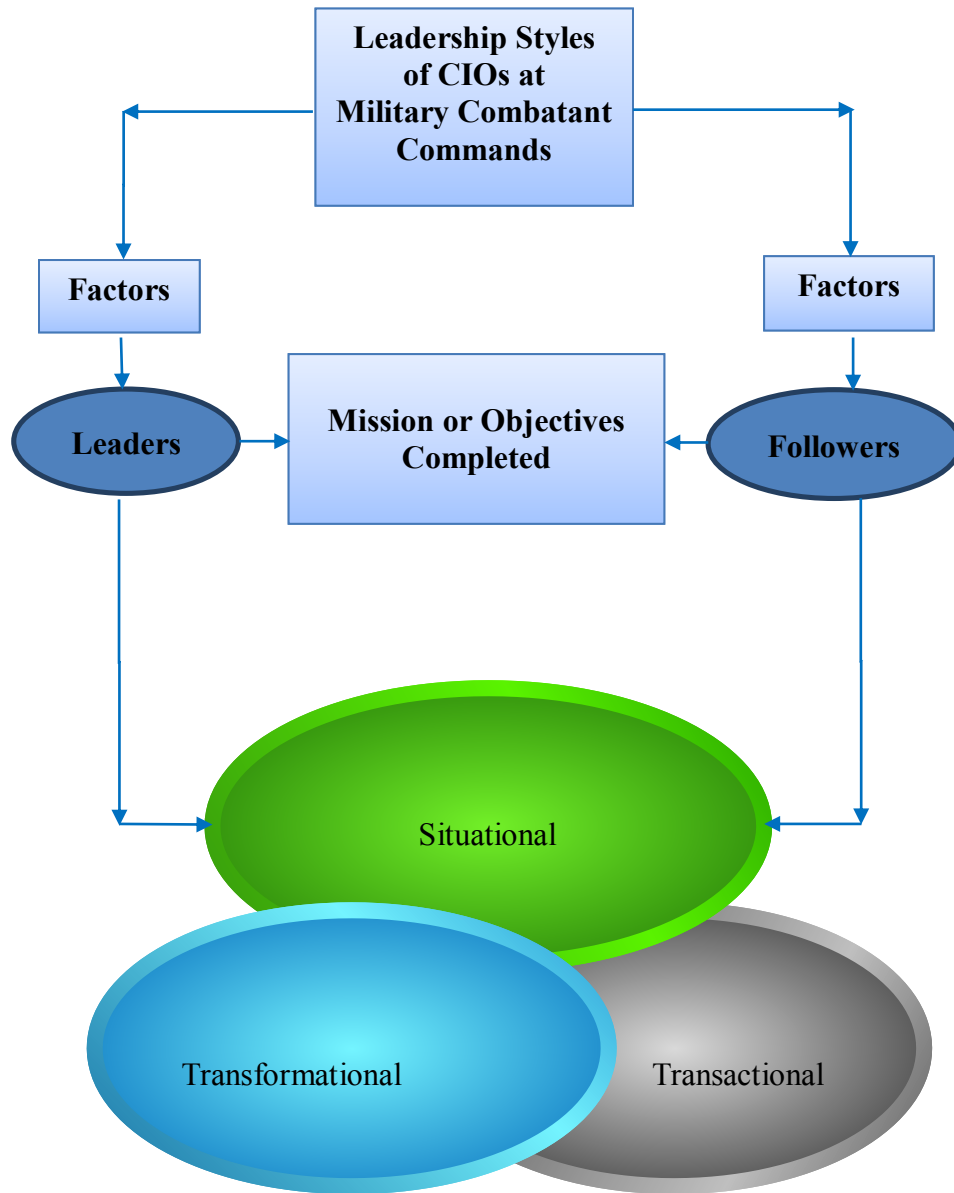 Leadership Styles
of CIOs at
Military Combatant
Commands
Factors
Factors
Leaders
Mission or Objectives
Completed
Followers
Situational
Transformational
Transactional